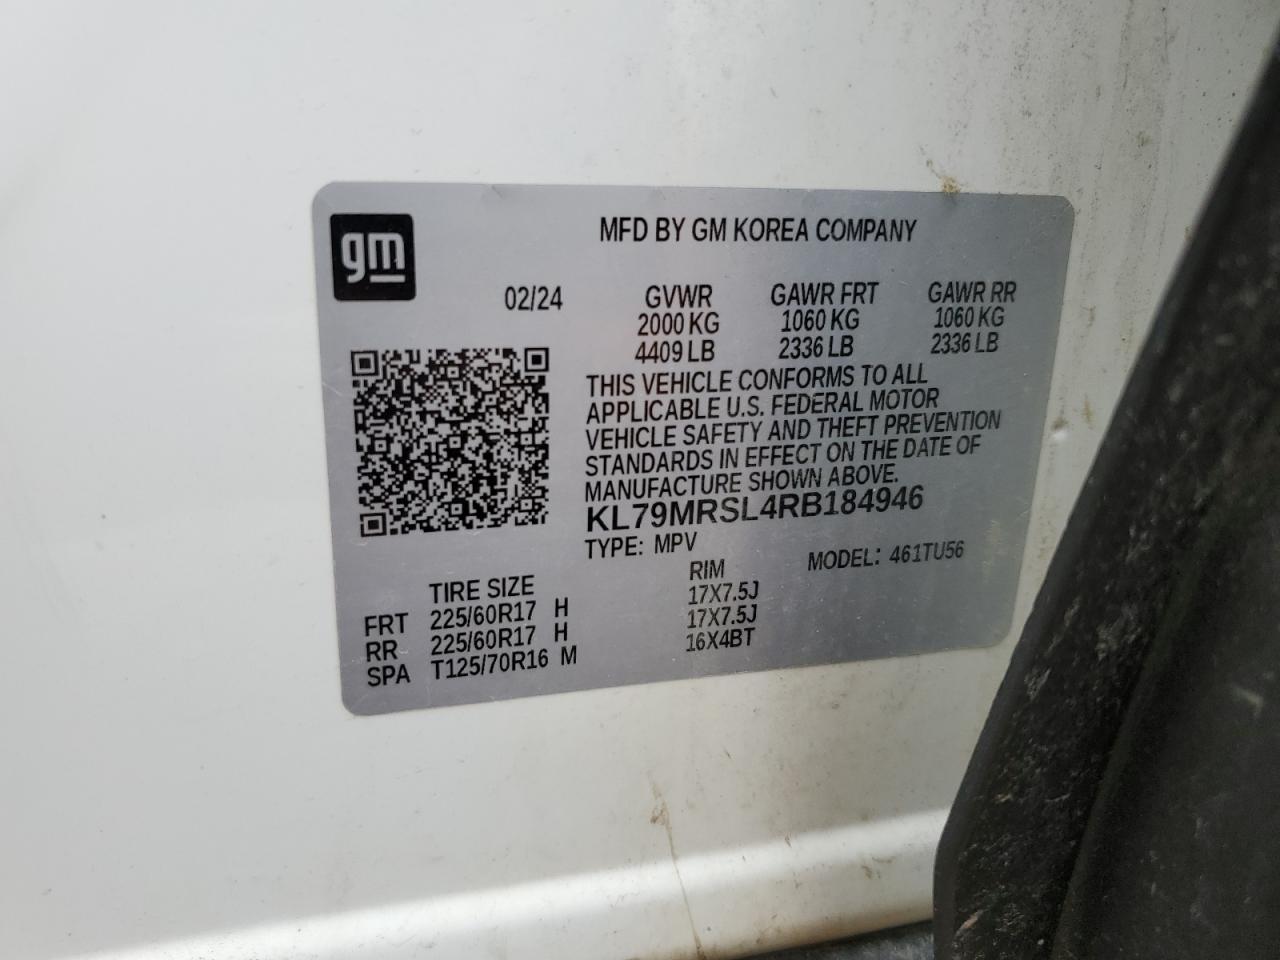 gm
MFD BY GM KOREA COMPANY
02/24 GVWR GAWR FRT GAWR RR
2000 KG 1060 KG 1060 KG
4409 LB 2336 LB 2336 LB
THIS VEHICLE CONFORMS TO ALL
APPLICABLE U.S. FEDERAL MOTOR
VEHICLE SAFETY AND THEFT PREVENTION
STANDARDS IN EFFECT ON THE DATE OF
MANUFACTURE SHOWN ABOVE.
KL79MRSL4RB184946
TYPE: MPV MODEL: 461TU56
TIRE SIZE RIM
FRT 225/60R17 H 17X7.5J
RR 225/60R17 H 17X7.5J
SPA T125/70R16 M 16X4BT